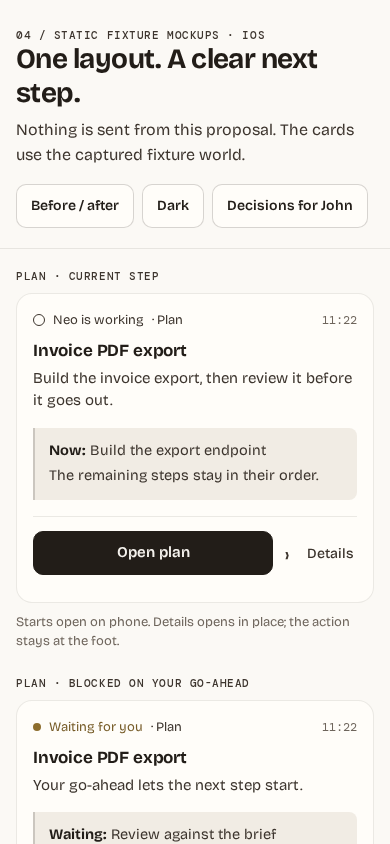 04 / STATIC FIXTURE MOCKUPS · IOS
One layout. A clear next
step.
Nothing is sent from this proposal. The cards
use the captured fixture world.
Before / after
Dark
Decisions for John
PLAN · CURRENT STEP
Neo is working · Plan
11:22
Invoice PDF export
Build the invoice export, then review it before
it goes out.
Now: Build the export endpoint
The remaining steps stay in their order.
Open plan
› Details
Starts open on phone. Details opens in place; the action
stays at the foot.
PLAN · BLOCKED ON YOUR GO-AHEAD
Waiting for you · Plan
11:22
Invoice PDF export
Your go-ahead lets the next step start.
Waiting: Review against the brief